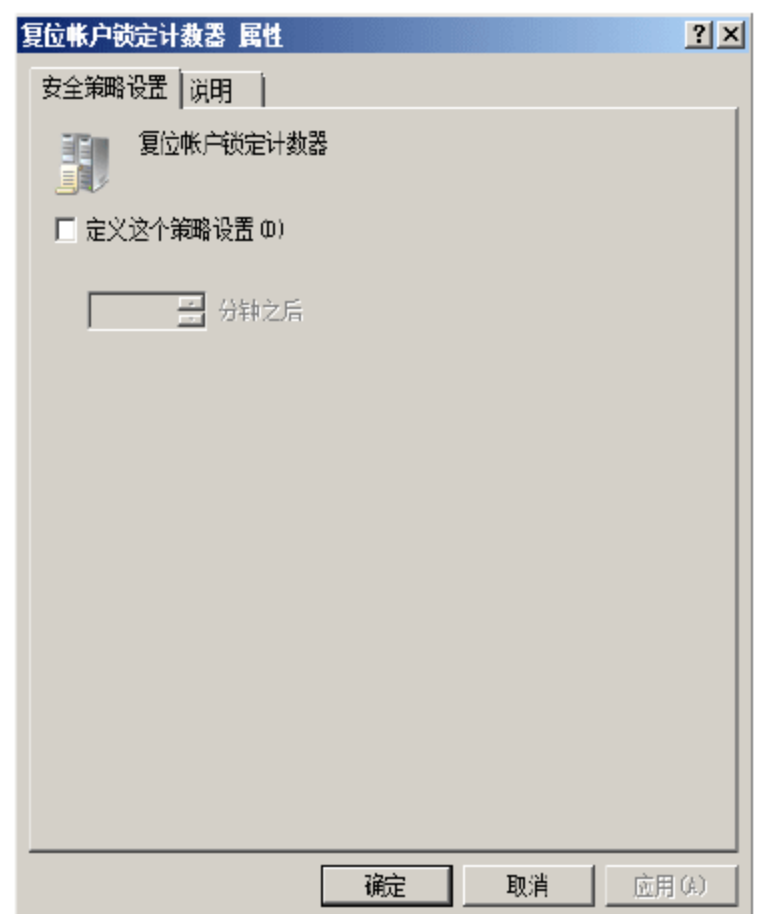 复位帐户锁定计数器 属性
安全策略设置 说明
复位帐户锁定计数器
定义这个策略设置(D)
分钟之后
确定 取消 应用(A)